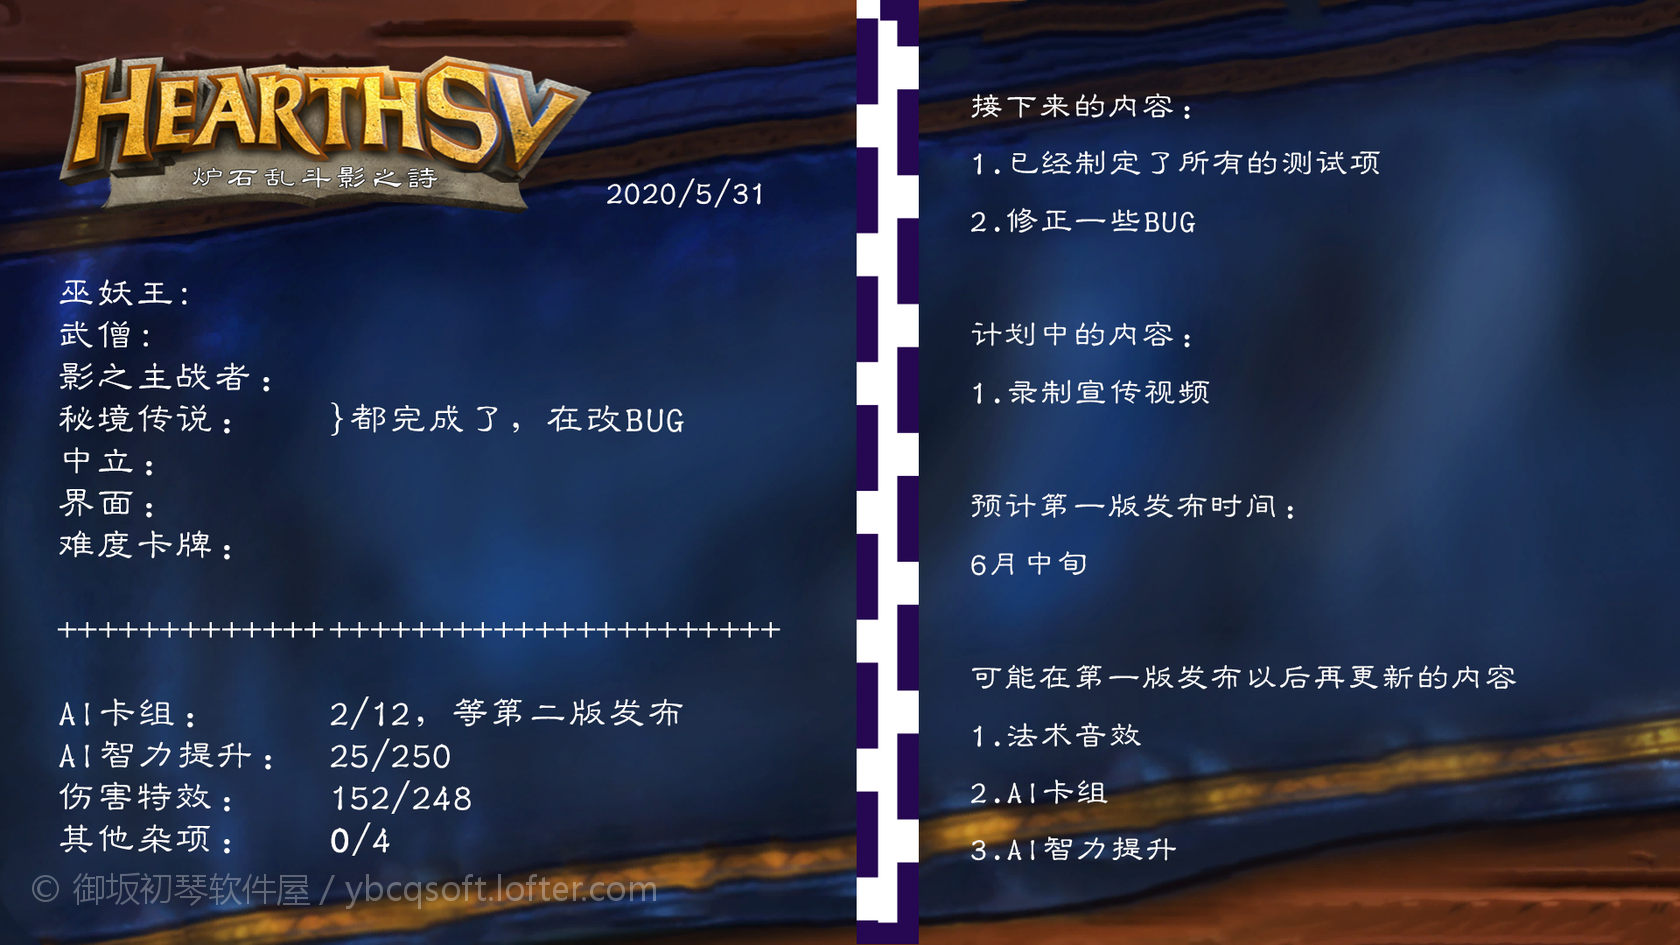 HEARTHSV
炉石乱斗影之詩
2020/5/31
巫妖王:
武僧:
影之主战者:
秘境传说: }都完成了，在改BUG
中立:
界面:
难度卡牌:
+++++++++++++ ++++++++++++++++++++++
AI卡组: 2/12，等第二版发布
AI智力提升: 25/250
伤害特效: 152/248
其他杂项: 0/4
© 御坂初琴软件屋 / ybcqsoft.lofter.com
接下来的内容:
1.已经制定了所有的测试项
2.修正一些BUG
计划中的内容:
1.录制宣传视频
预计第一版发布时间:
6月中旬
可能在第一版发布以后再更新的内容
1.法术音效
2.AI卡组
3.AI智力提升